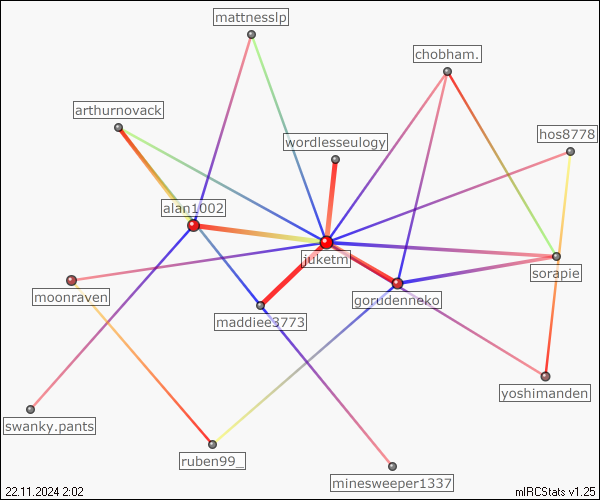 mattnesslp
chobham.
arthurnovack
hos8778
wordlesseulogy
alan1002
juketm
sorapie
moonraven
gorudenneko
maddiee3773
yoshimanden
swanky.pants
ruben99_
minesweeper1337
22.11.2024 2:02
mIRCStats v1.25